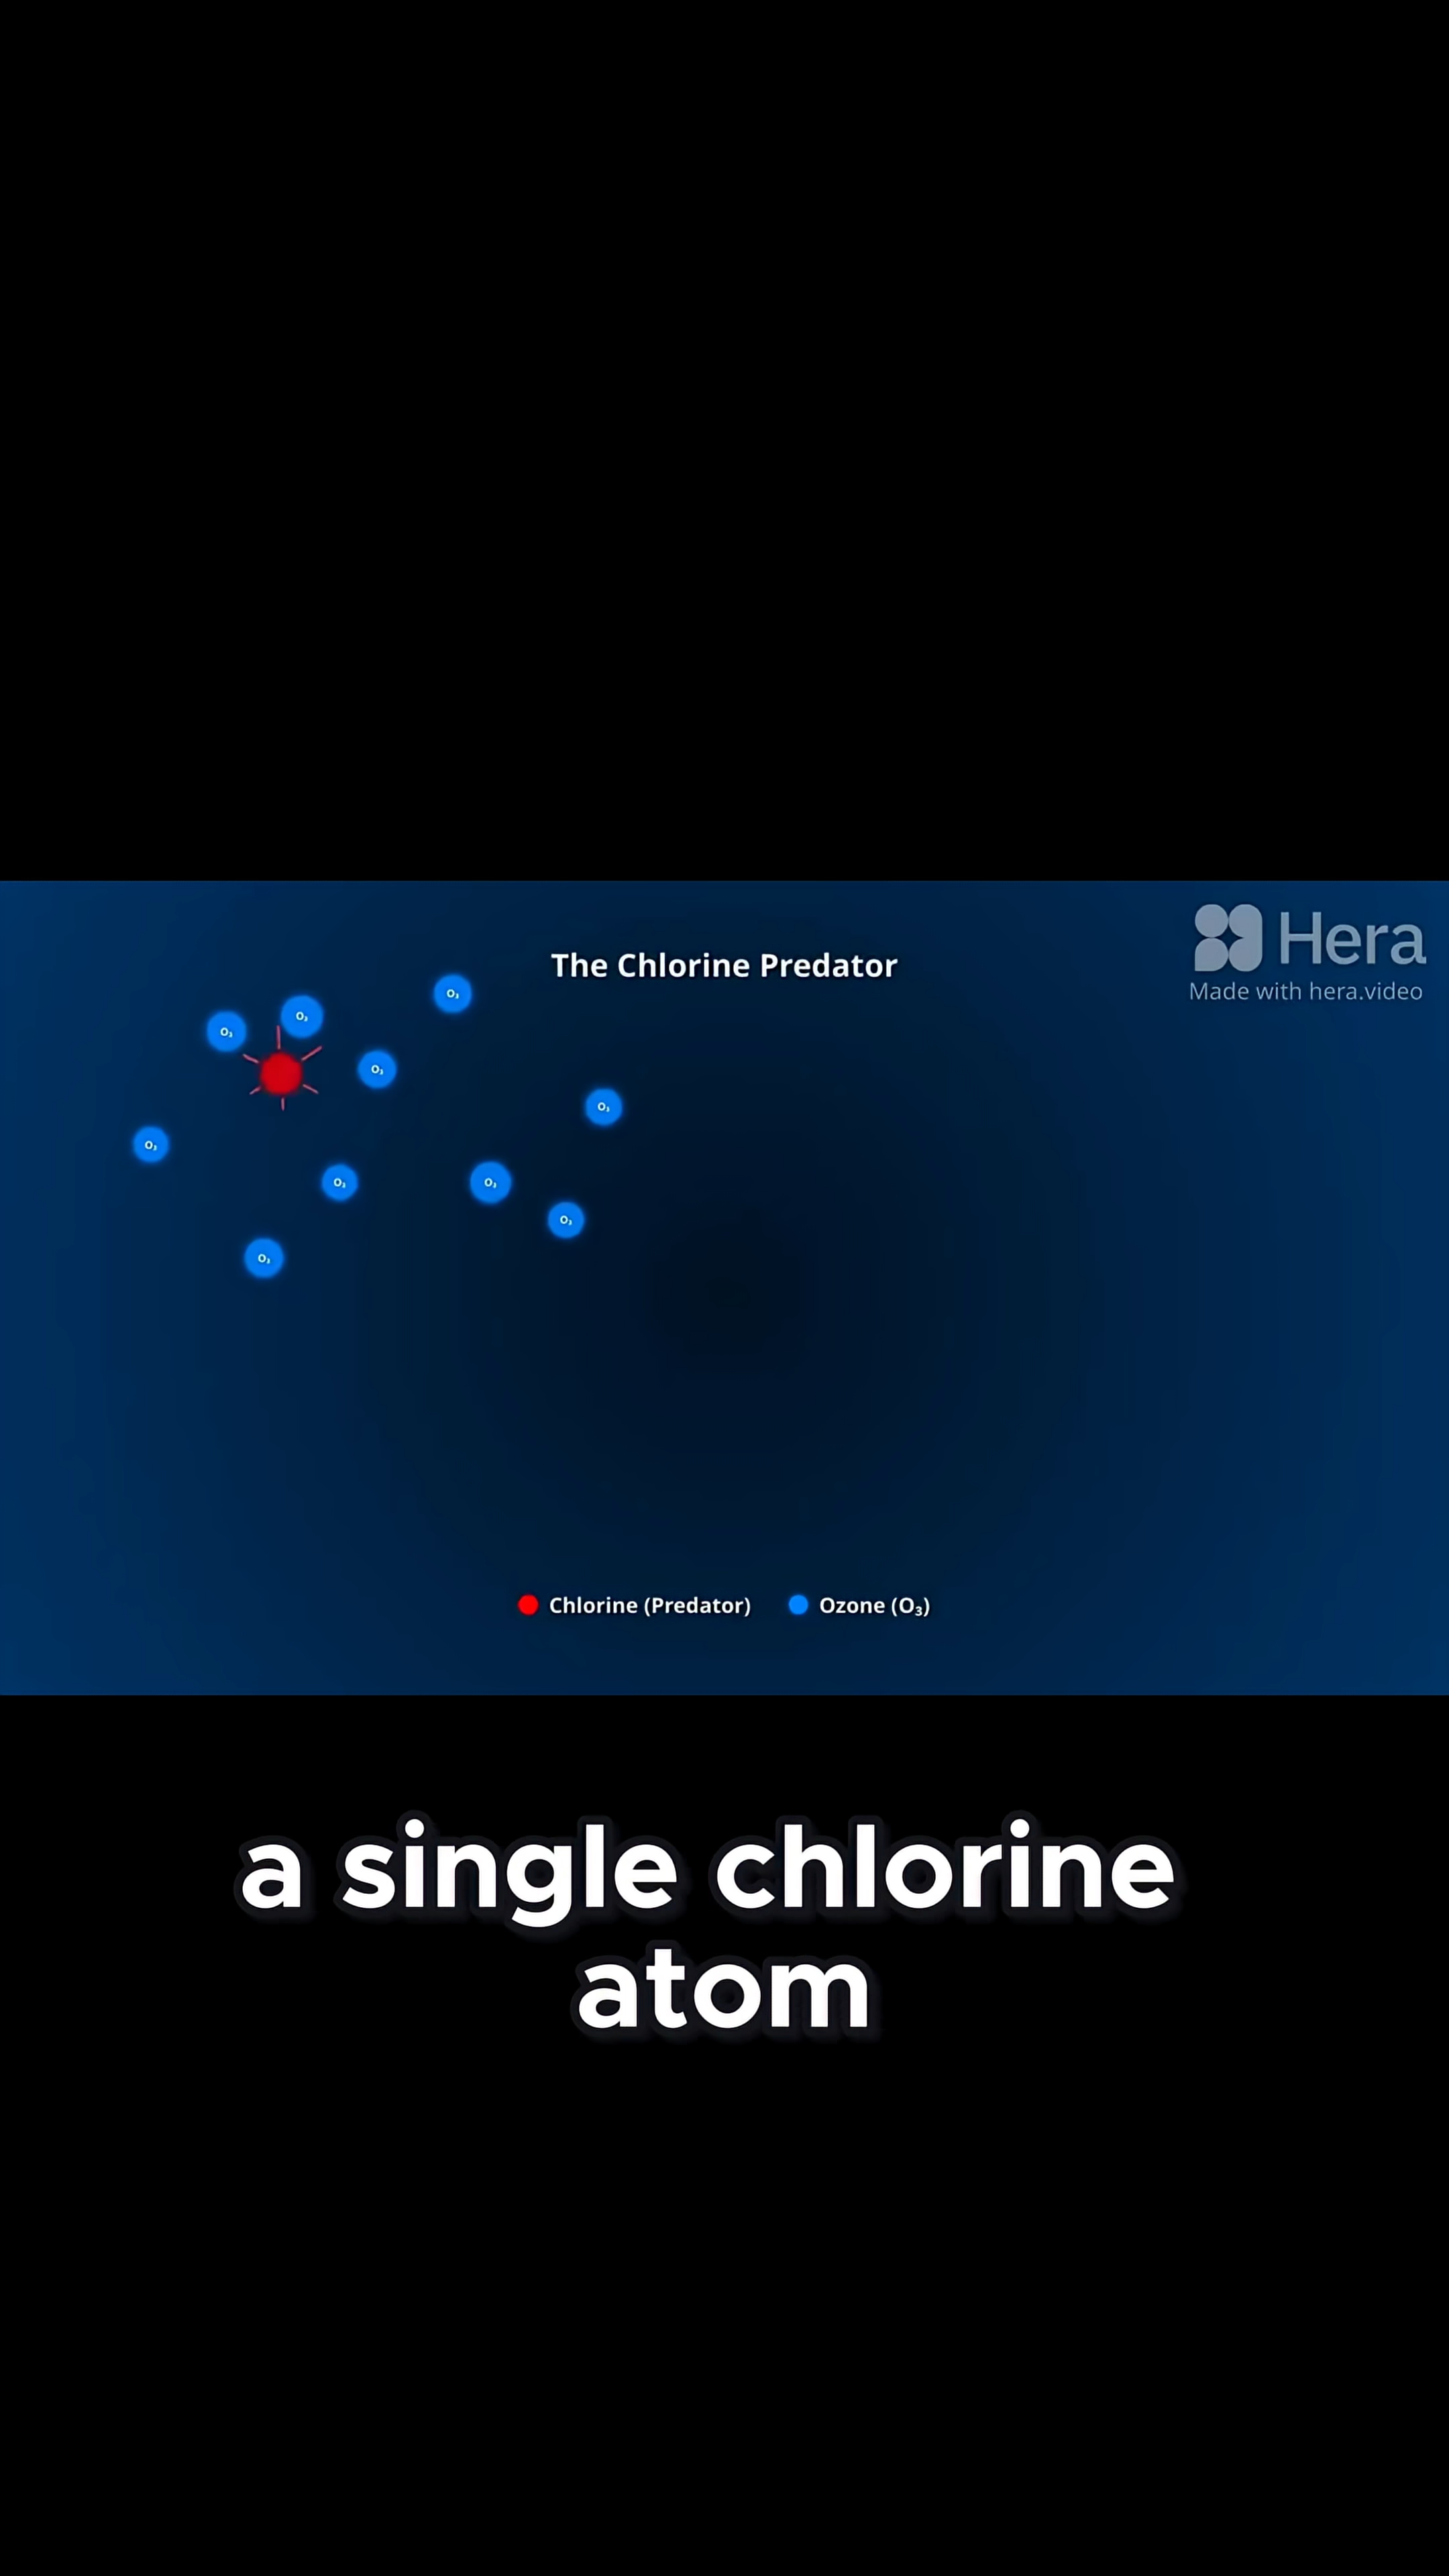 Hera
Made with hera.video
The Chlorine Predator
O₃
O₃
O₃
O₃
O₃
O₃
O₃
O₃
O₃
O₃
Chlorine (Predator)
Ozone (O₃)
a single chlorine
atom